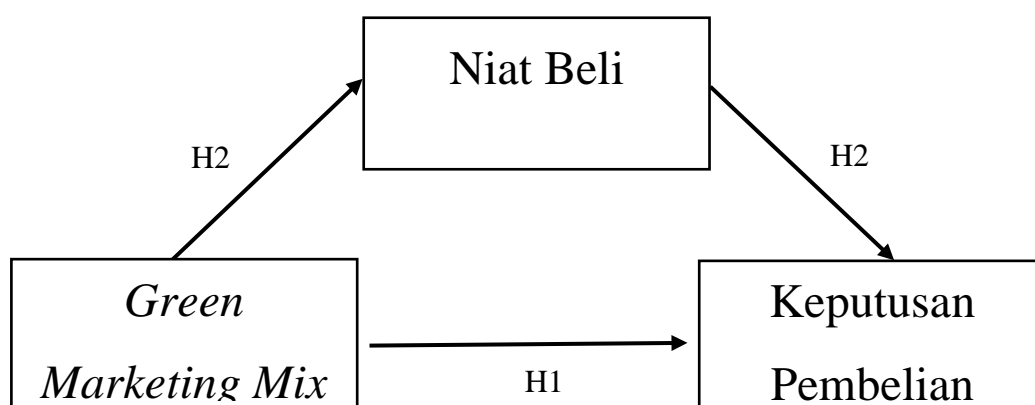 Niat Beli
H2
H2
Green
Marketing Mix
H1
Keputusan
Pembelian